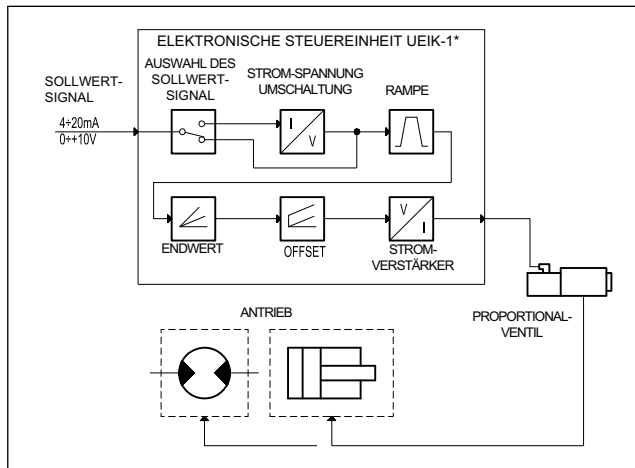 ELEKTRONISCHE STEUEREINHEIT UEIK-1*
AUSWAHL DES
SOLLWERT-
SIGNAL
STROM-SPANNUNG
UMSCHALTUNG
RAMPE
SOLLWERT-
SIGNAL
4÷20mA
0÷+10V
I
V
ENDWERT
OFFSET
V
I
STROM-
VERSTÄRKER
PROPORTIONAL-
VENTIL
ANTRIEB